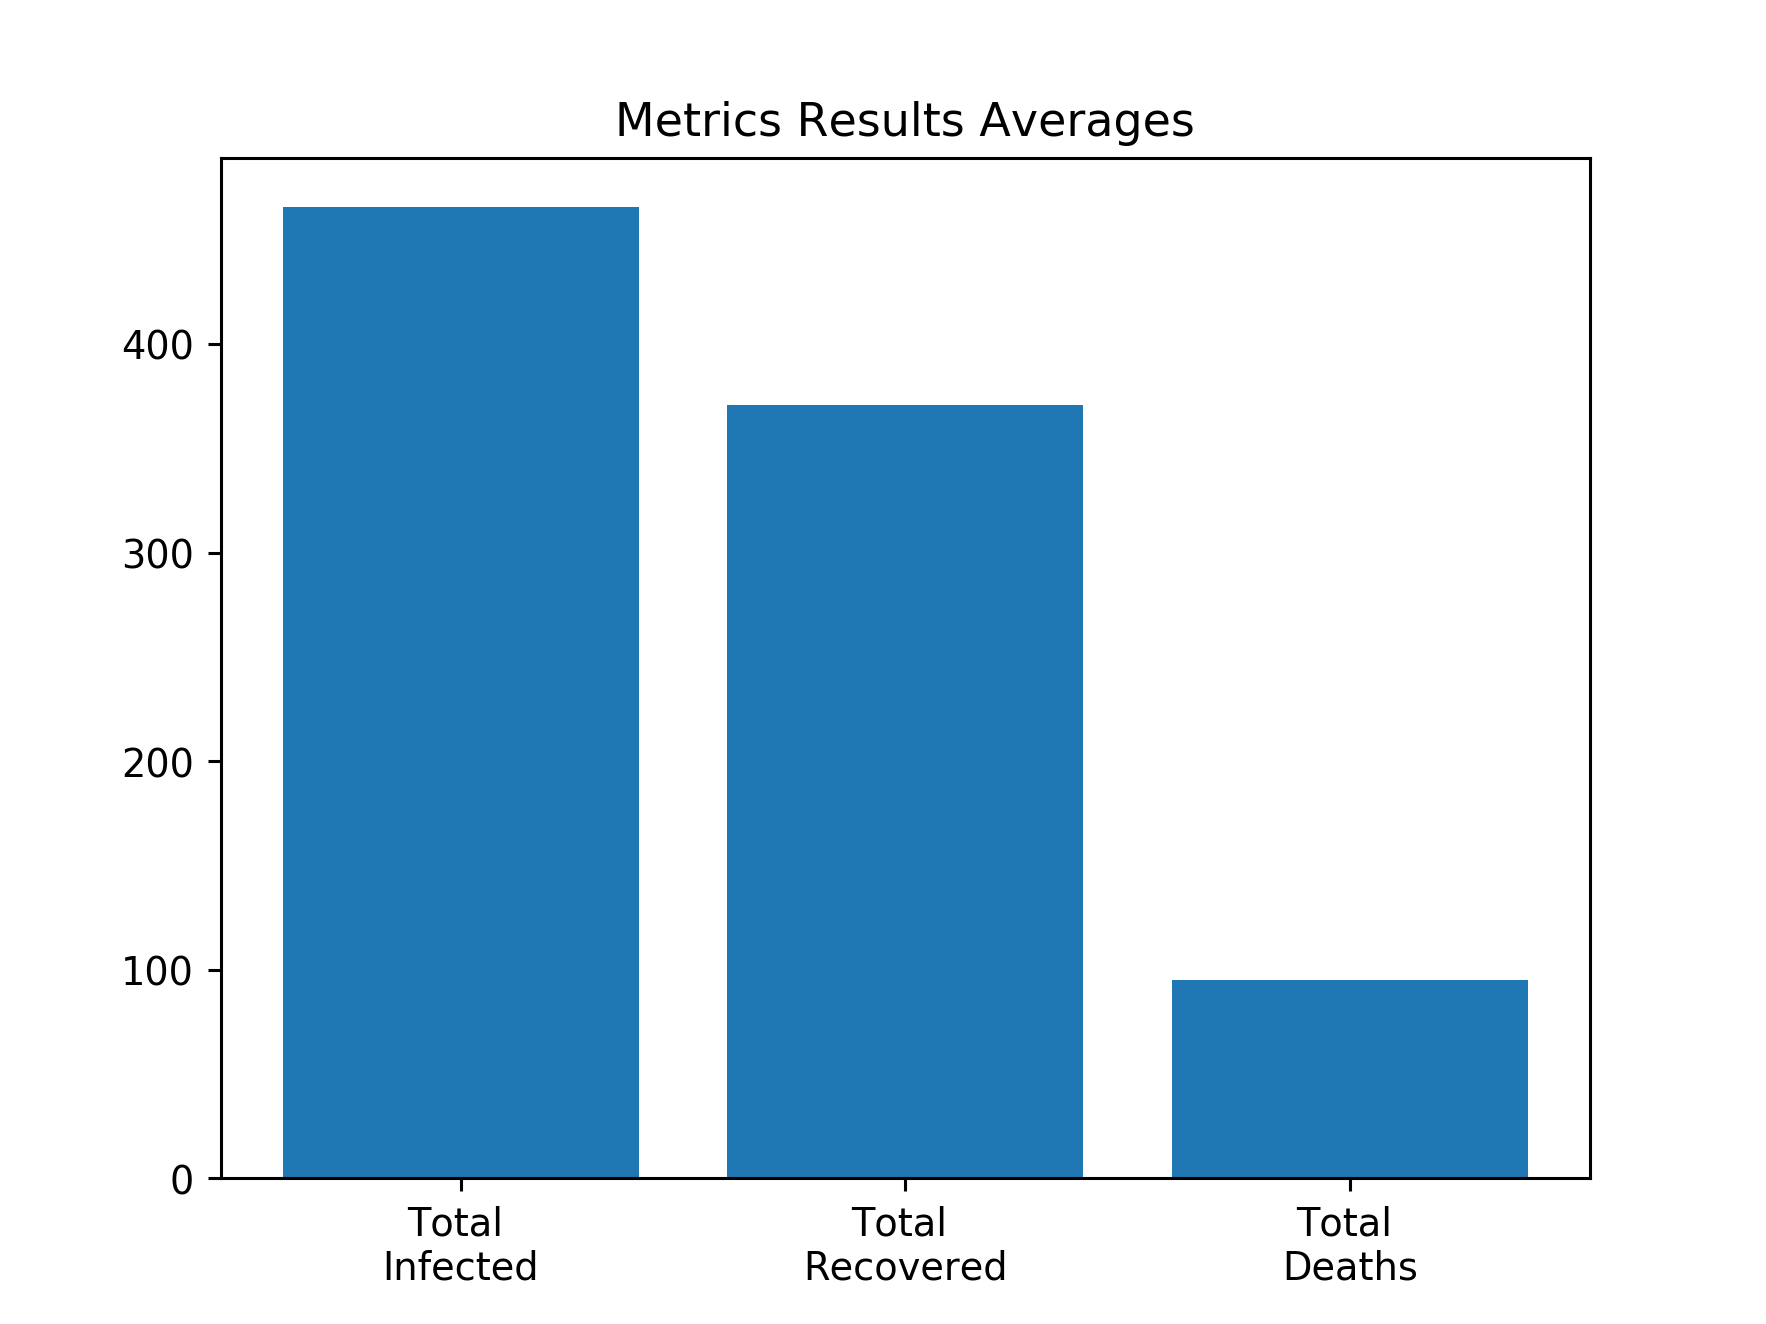 Metrics Results Averages
400
300
200
100
0
Total
Infected
Total
Recovered
Total
Deaths